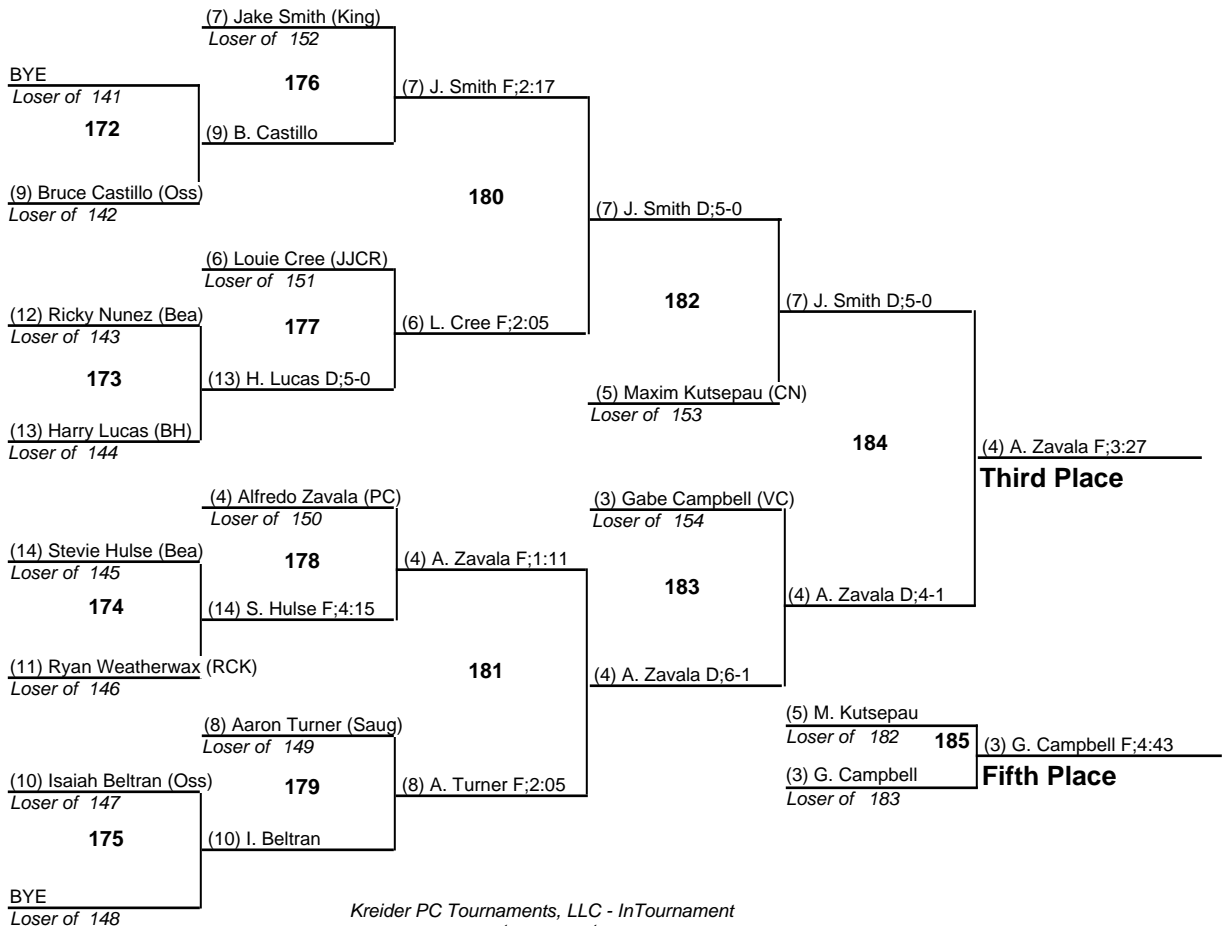 (7) Jake Smith (King)
Loser of 152
BYE
Loser of 141
176
(7) J. Smith F;2:17
172
(9) B. Castillo
(9) Bruce Castillo (Oss)
Loser of 142
180
(7) J. Smith D;5-0
(6) Louie Cree (JJCR)
Loser of 151
(12) Ricky Nunez (Bea)
Loser of 143
177
(6) L. Cree F;2:05
182
(7) J. Smith D;5-0
173
(13) H. Lucas D;5-0
(5) Maxim Kutsepau (CN)
Loser of 153
(13) Harry Lucas (BH)
Loser of 144
184
(4) A. Zavala F;3:27
Third Place
(4) Alfredo Zavala (PC)
Loser of 150
(3) Gabe Campbell (VC)
Loser of 154
(14) Stevie Hulse (Bea)
Loser of 145
178
(4) A. Zavala F;1:11
183
174
(14) S. Hulse F;4:15
(4) A. Zavala D;4-1
(11) Ryan Weatherwax (RCK)
Loser of 146
181
(4) A. Zavala D;6-1
(8) Aaron Turner (Saug)
Loser of 149
(5) M. Kutsepau
Loser of 182
185
(3) G. Campbell F;4:43
Fifth Place
(3) G. Campbell
Loser of 183
(10) Isaiah Beltran (Oss)
Loser of 147
179
(8) A. Turner F;2:05
175
(10) I. Beltran
BYE
Loser of 148
Kreider PC Tournaments, LLC - InTournament